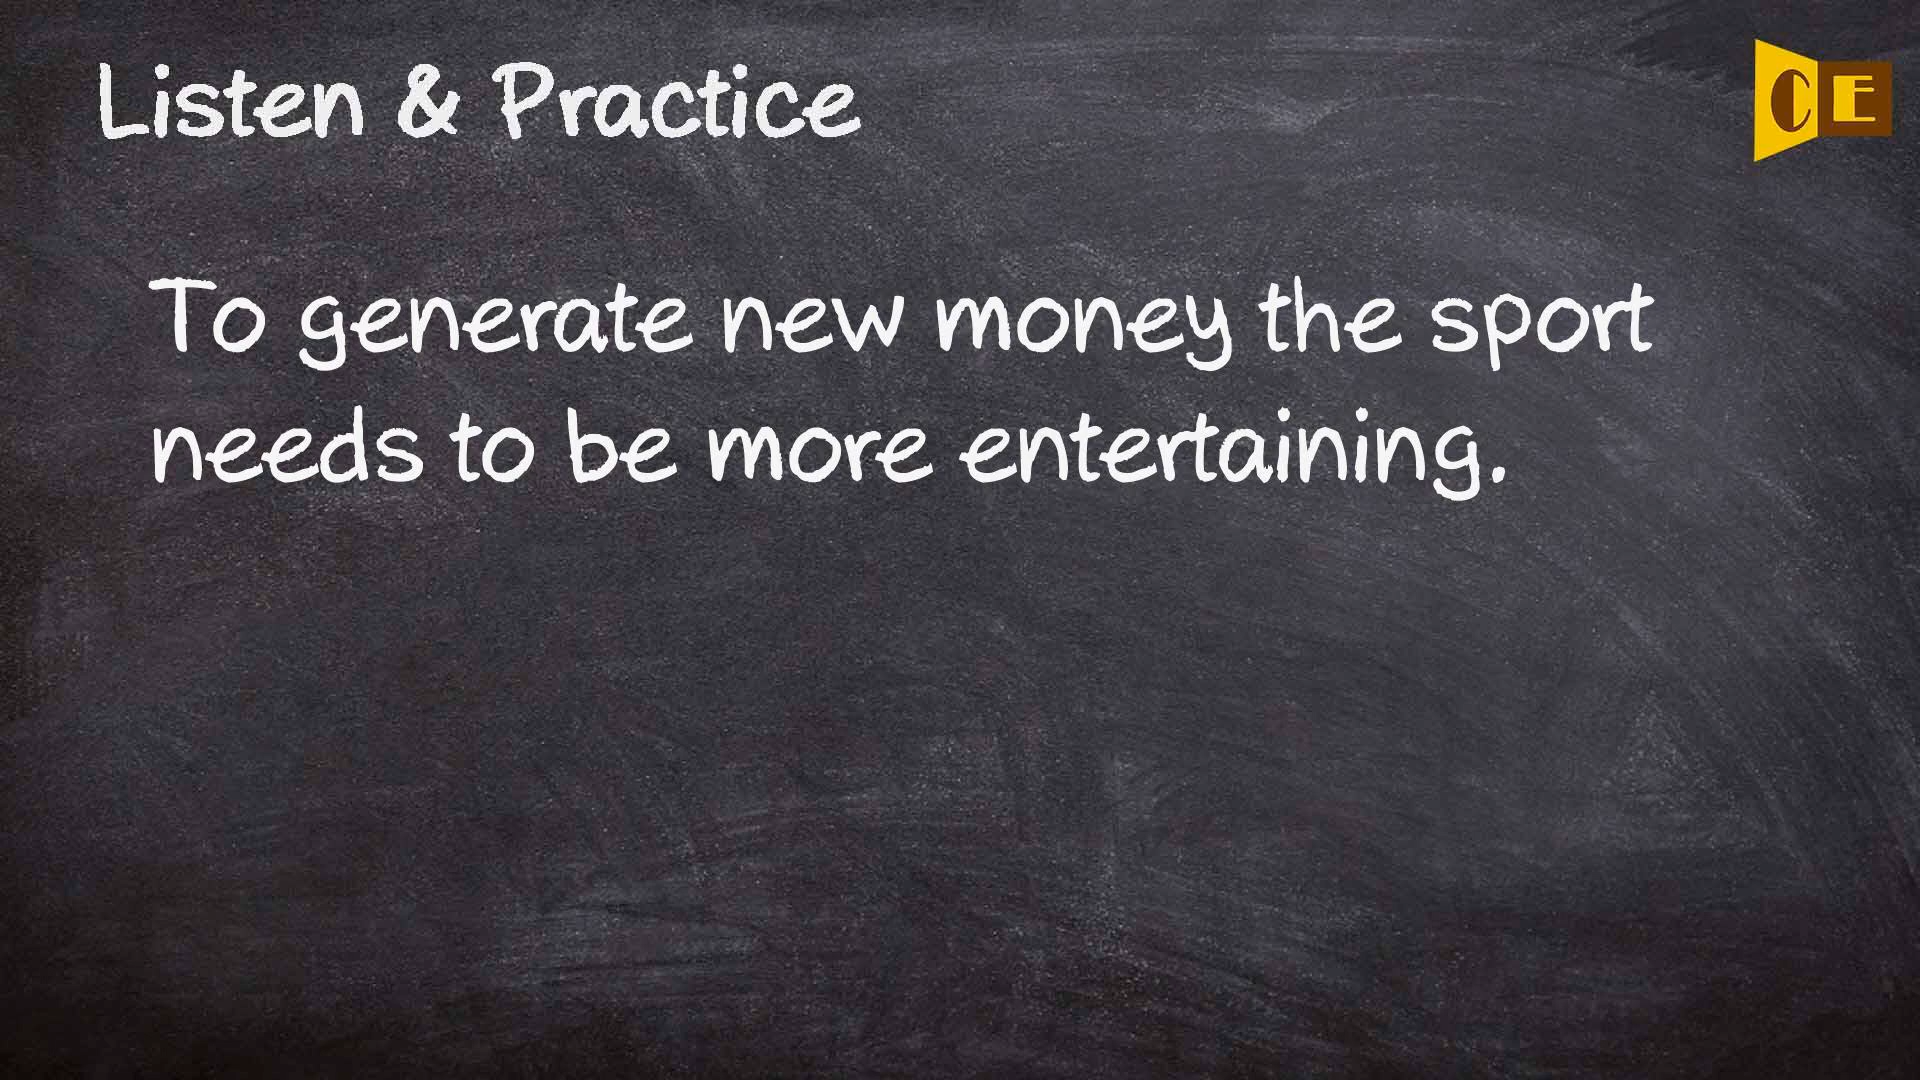 Listen & Practice
CE
To generate new money the sport
needs to be more entertaining.